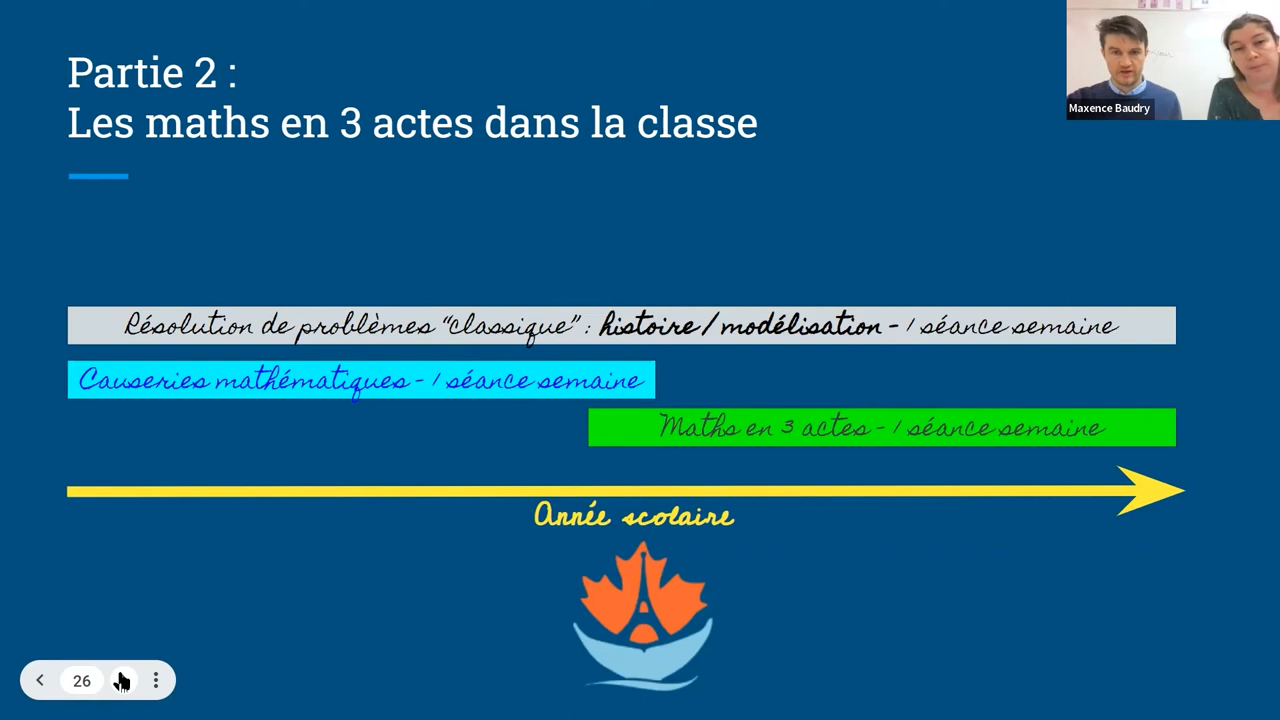 Partie 2 :
Les maths en 3 actes dans la classe
Maxence Baudry
Résolution de problèmes “classique” : histoire / modélisation - 1 séance semaine
Causeries mathématiques - 1 séance semaine
Maths en 3 actes - 1 séance semaine
Année scolaire
26